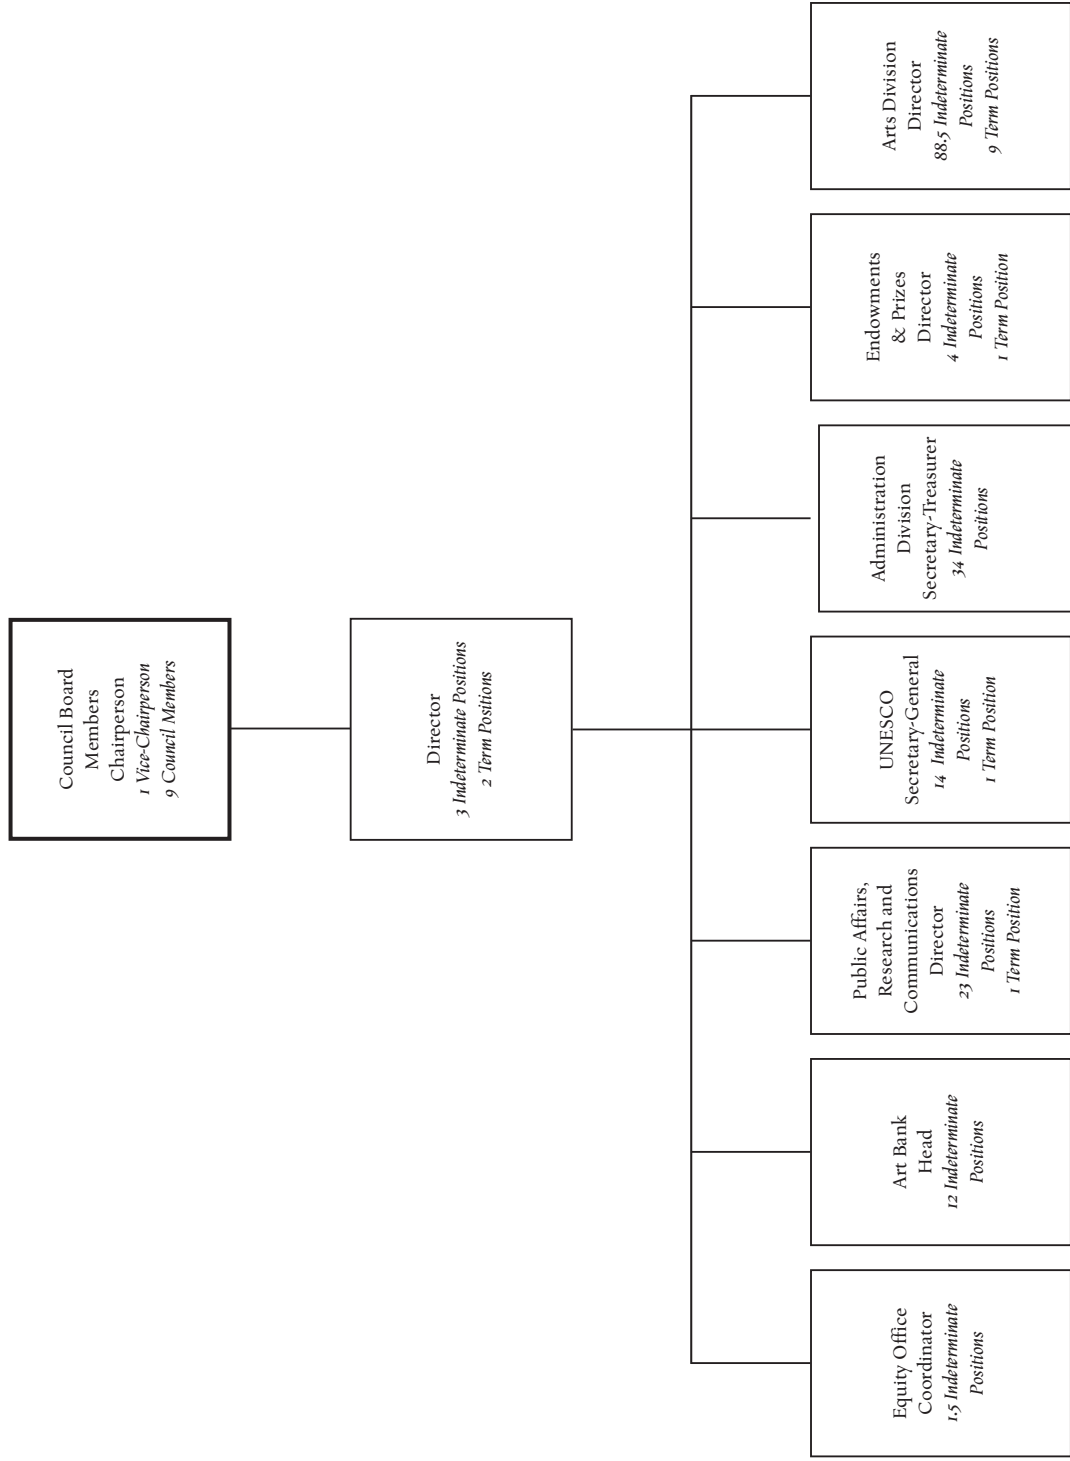 Council Board
Members
Chairperson
1 Vice-Chairperson
9 Council Members
Director
3 Indeterminate Positions
2 Term Positions
Equity Office
Coordinator
1.5 Indeterminate
Positions
Art Bank
Head
12 Indeterminate
Positions
Public Affairs,
Research and
Communications
Director
23 Indeterminate
Positions
1 Term Position
UNESCO
Secretary-General
14 Indeterminate
Positions
1 Term Position
Administration
Division
Secretary-Treasurer
34 Indeterminate
Positions
Endowments
& Prizes
Director
4 Indeterminate
Positions
1 Term Position
Arts Division
Director
88.5 Indeterminate
Positions
9 Term Positions